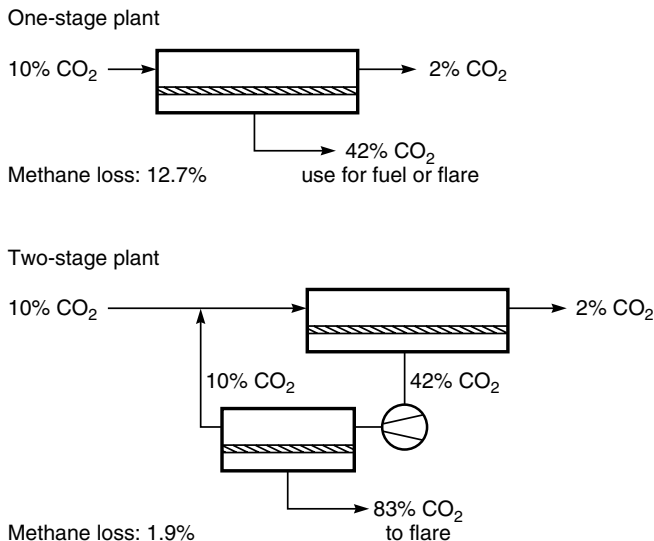 One-stage plant
10% CO₂
2% CO₂
42% CO₂
Methane loss: 12.7%
use for fuel or flare
Two-stage plant
10% CO₂
2% CO₂
10% CO₂
42% CO₂
83% CO₂
Methane loss: 1.9%
to flare